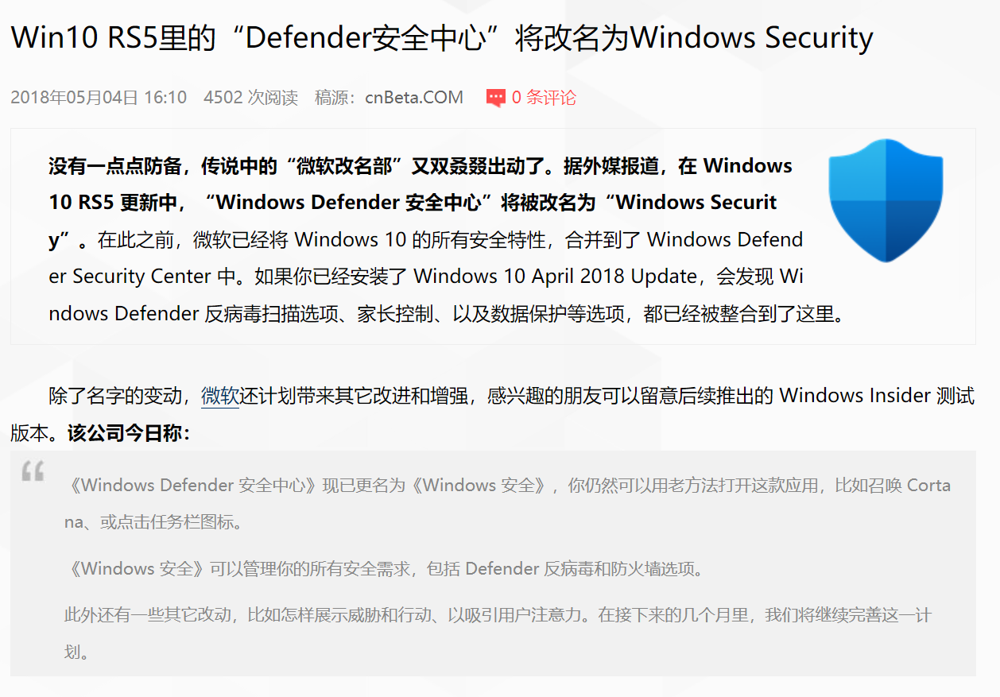 Win10 RS5里的“Defender安全中心”将改名为Windows Security
2018年05月04日 16:10 4502 次阅读 稿源：cnBeta.COM 0 条评论
没有一点点防备，传说中的“微软改名部”又双叒叕出动了。据外媒报道，在 Windows
10 RS5 更新中，“Windows Defender 安全中心”将被改名为“Windows Securit
y”。在此之前，微软已经将 Windows 10 的所有安全特性，合并到了 Windows Defend
er Security Center 中。如果你已经安装了 Windows 10 April 2018 Update，会发现 Wi
ndows Defender 反病毒扫描选项、家长控制、以及数据保护等选项，都已经被整合到了这里。
除了名字的变动，微软还计划带来其它改进和增强，感兴趣的朋友可以留意后续推出的 Windows Insider 测试
版本。该公司今日称：
《Windows Defender 安全中心》现已更名为《Windows 安全》，你仍然可以用老方法打开这款应用，比如召唤 Corta
na、或点击任务栏图标。
《Windows 安全》可以管理你的所有安全需求，包括 Defender 反病毒和防火墙选项。
此外还有一些其它改动，比如怎样展示威胁和行动、以吸引用户注意力。在接下来的几个月里，我们将继续完善这一计
划。